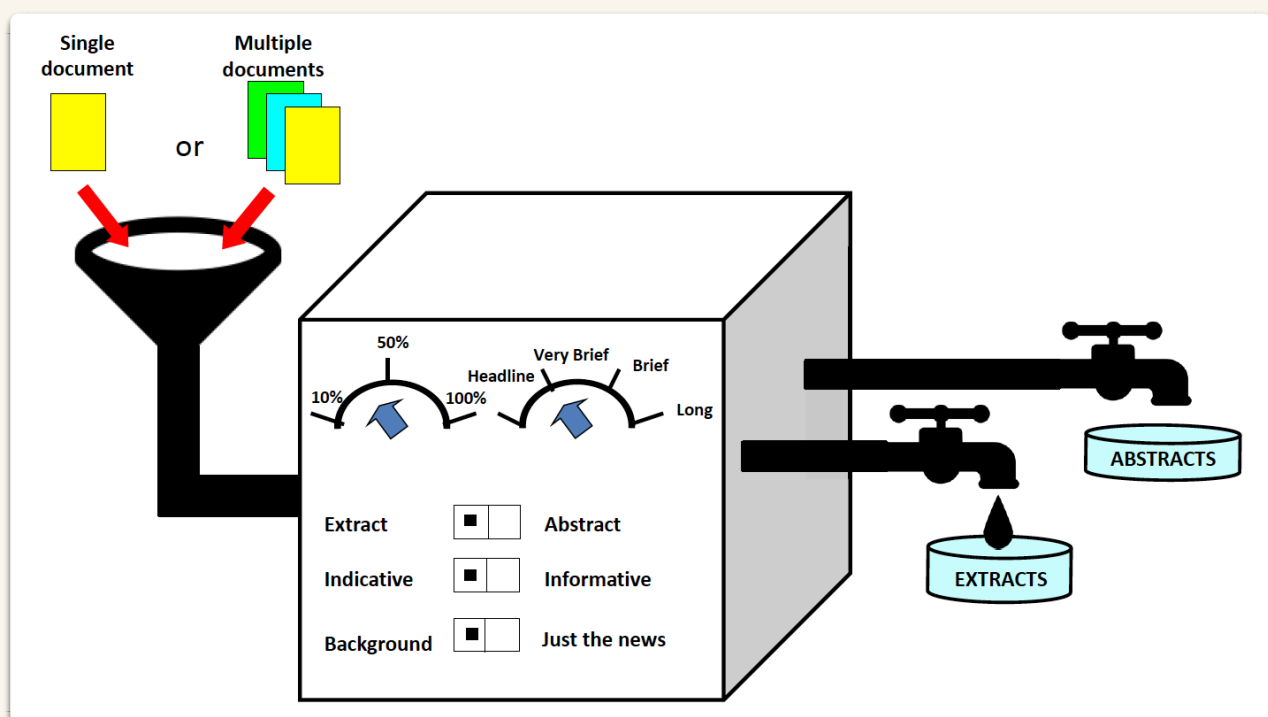 Single
document
Multiple
documents
or
50%
10%
100%
Headline
Very Brief
Brief
Long
Extract
Abstract
Indicative
Informative
Background
Just the news
ABSTRACTS
EXTRACTS